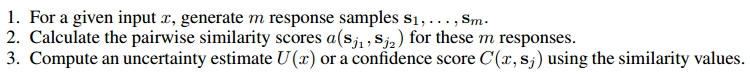 1. For a given input x, generate m response samples s₁, . . . , sₘ.
2. Calculate the pairwise similarity scores a(sⱼ₁, sⱼ₂) for these m responses.
3. Compute an uncertainty estimate U(x) or a confidence score C(x, sⱼ) using the similarity values.